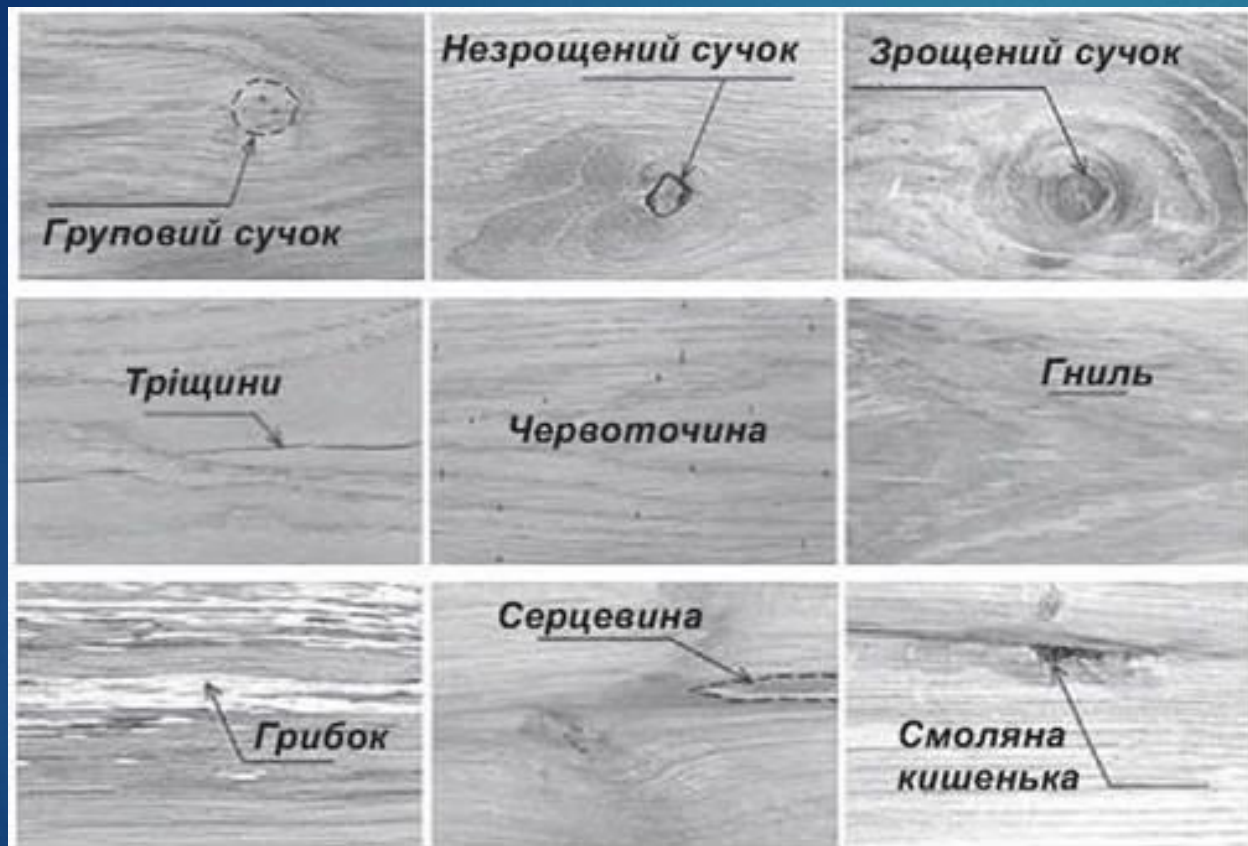 Груповий сучок
Незрощений сучок
Зрощений сучок
Тріщини
Червоточина
Гниль
Грибок
Серцевина
Смоляна
кишенька